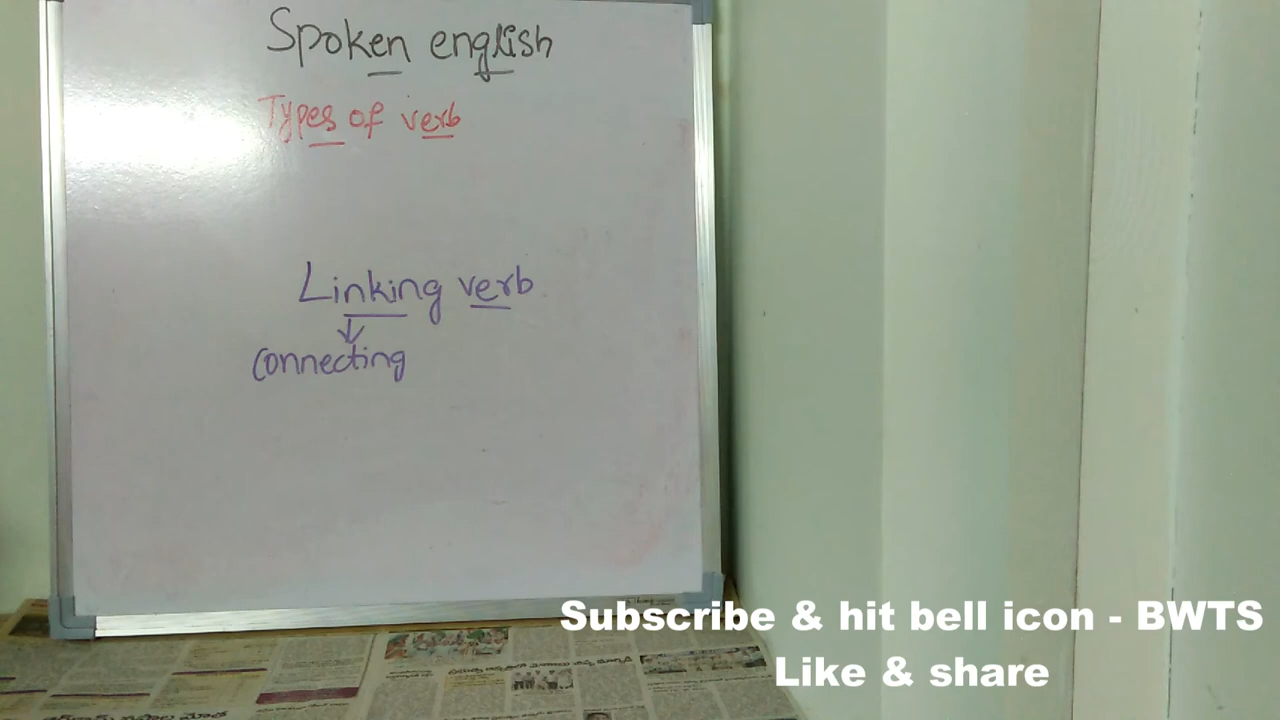 Spoken english
Types of verb
Linking verb
connecting
Subscribe & hit bell icon - BWTS
Like & share